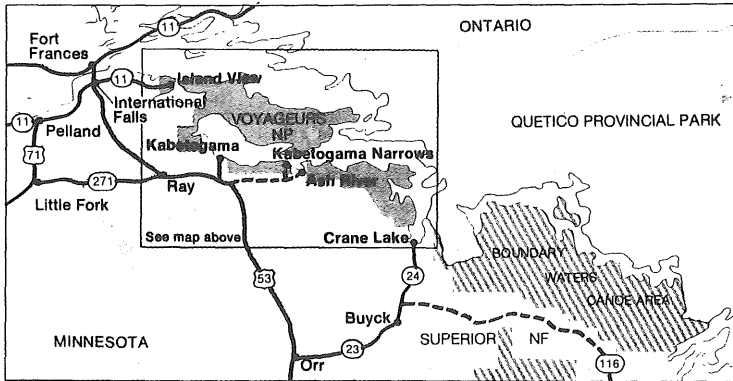 ONTARIO
11
Fort
Frances
11
Island View
International
Falls
VOYAGEURS
NP
QUETICO PROVINCIAL PARK
11
Pelland
Kabetogama
71
Kabetogama Narrows
271
Ray
Ash River
Little Fork
See map above
Crane Lake
BOUNDARY
WATERS
CANOE AREA
53
24
Buyck
MINNESOTA
SUPERIOR NF
23
Orr
116